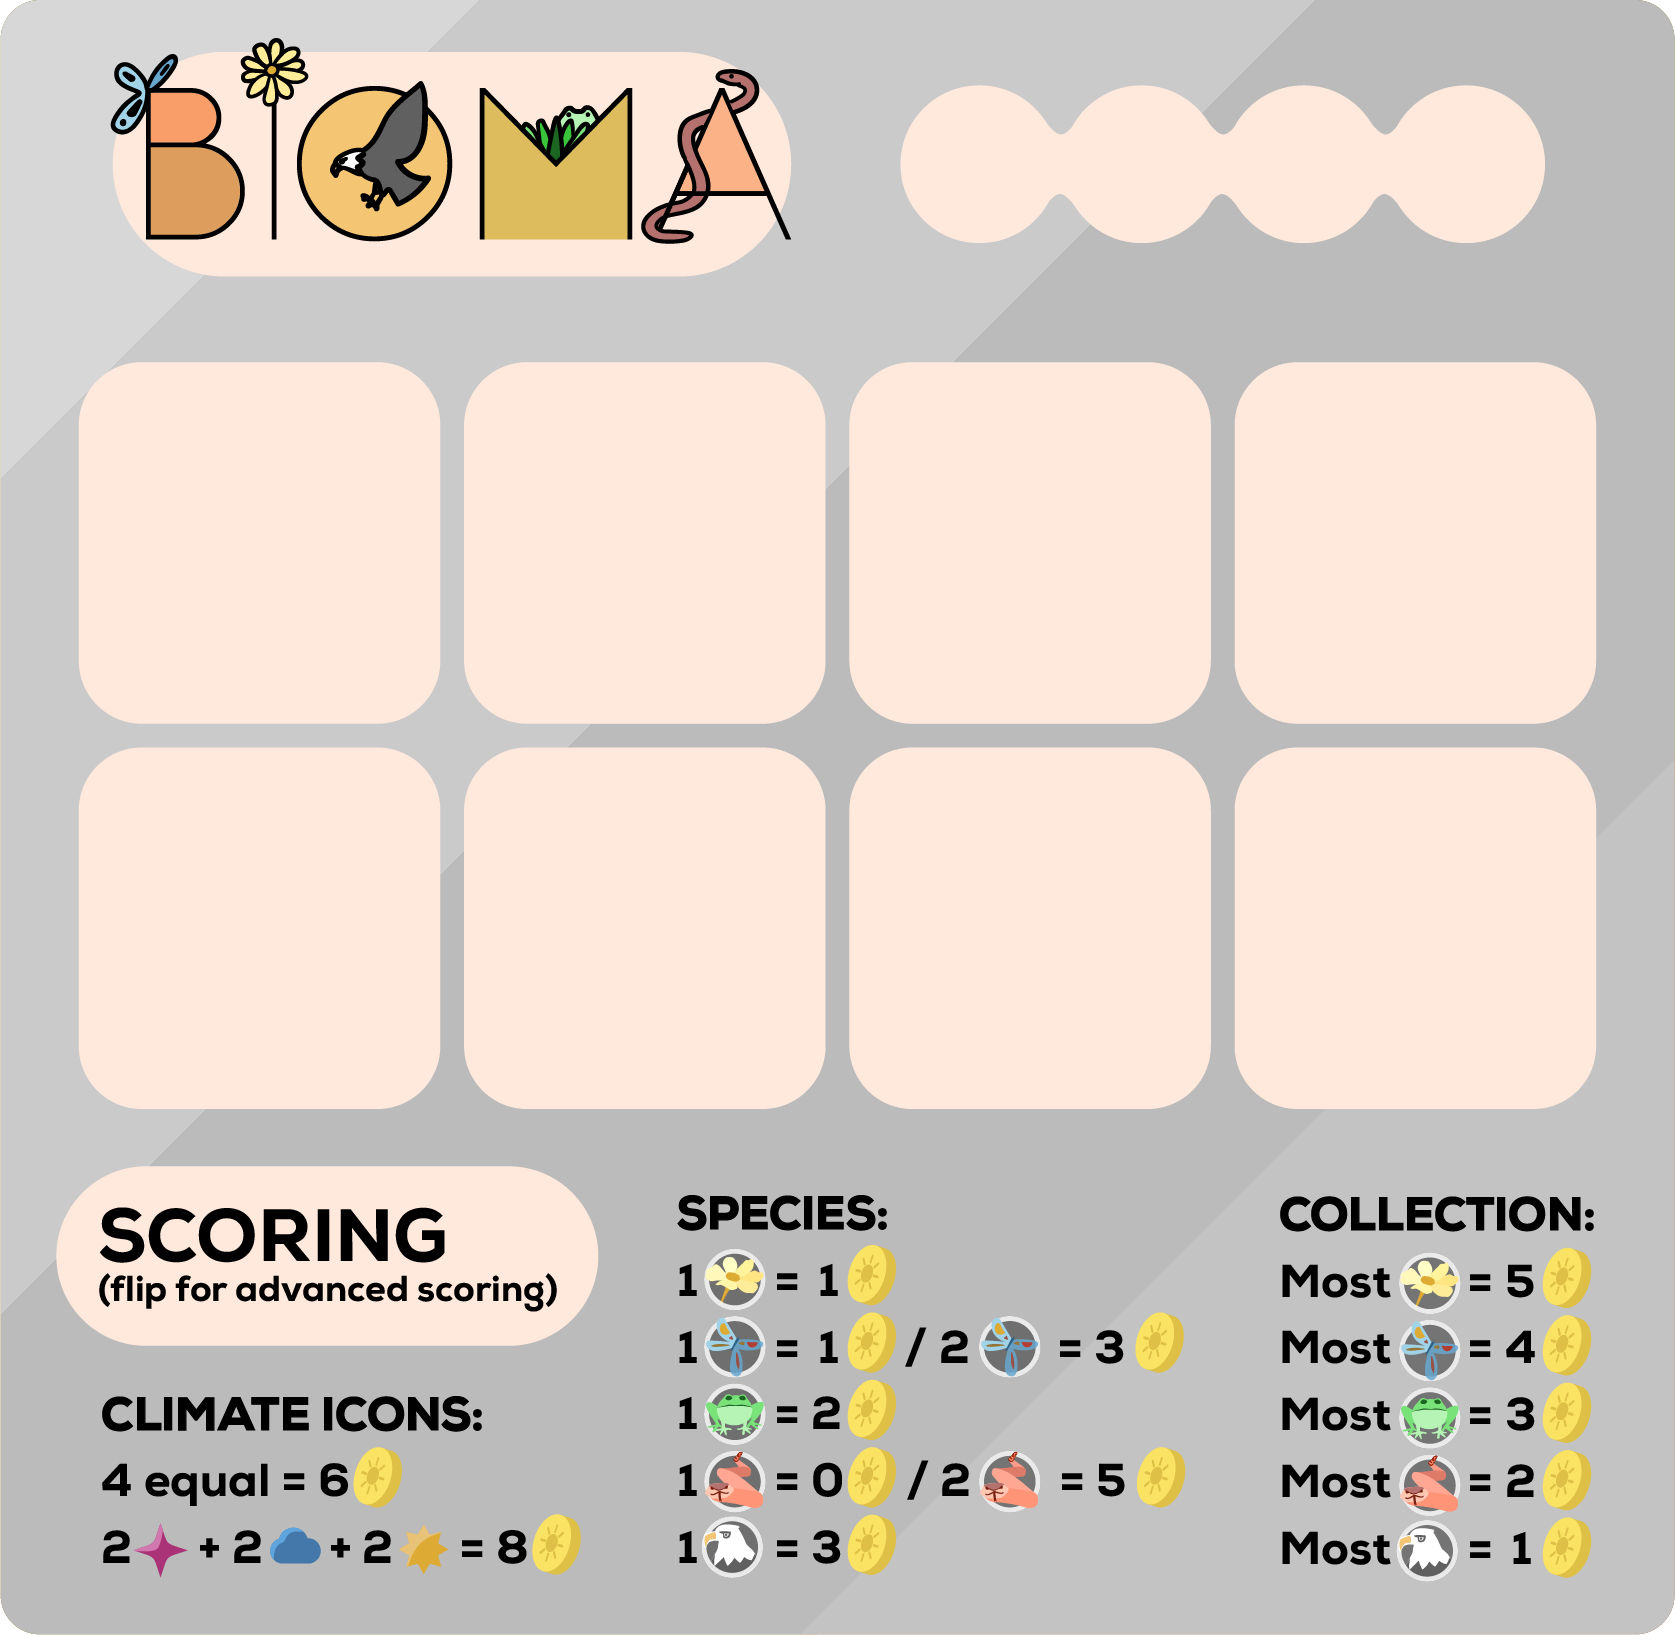 BIOMA
SCORING
(flip for advanced scoring)
CLIMATE ICONS:
4 equal = 6
2 + 2 + 2 = 8
SPECIES:
1 = 1
1 = 1 / 2 = 3
1 = 2
1 = 0 / 2 = 5
1 = 3
COLLECTION:
Most = 5
Most = 4
Most = 3
Most = 2
Most = 1